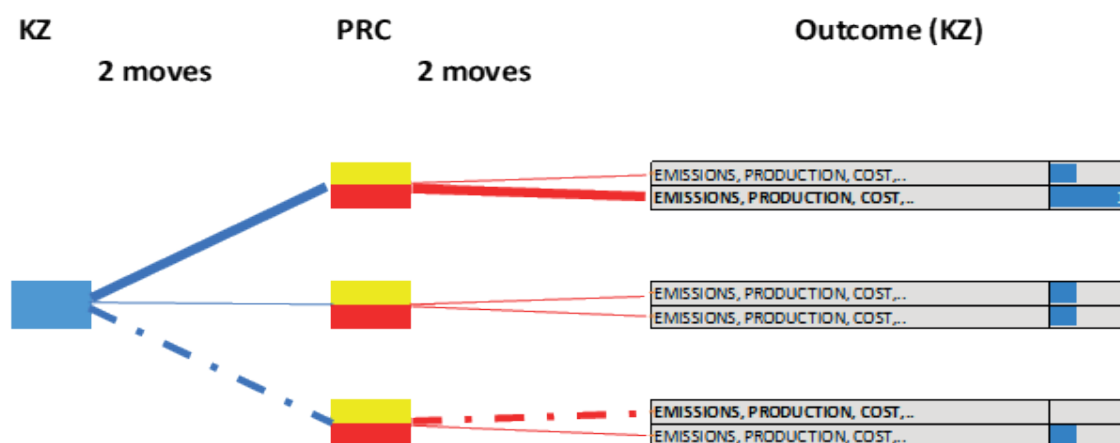 KZ PRC Outcome (KZ)
2 moves 2 moves
EMISSIONS, PRODUCTION, COST,..
EMISSIONS, PRODUCTION, COST,..
EMISSIONS, PRODUCTION, COST,..
EMISSIONS, PRODUCTION, COST,..
EMISSIONS, PRODUCTION, COST,..
EMISSIONS, PRODUCTION, COST,..